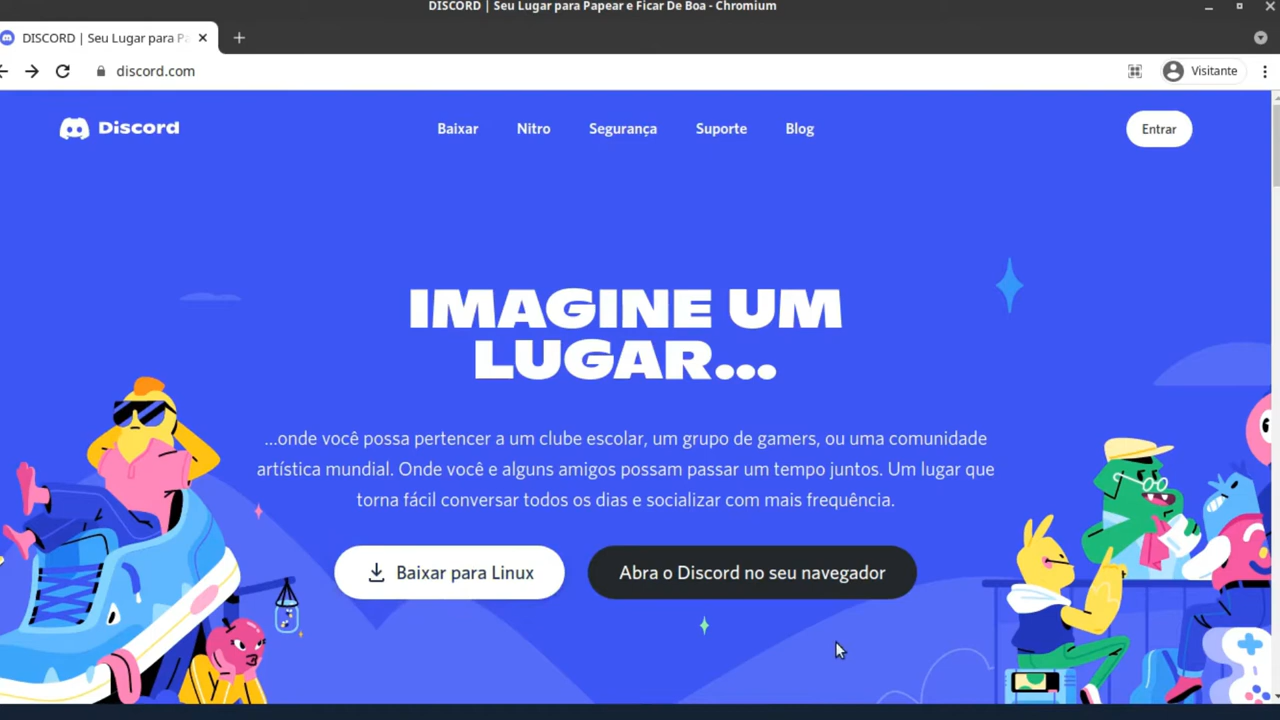 DISCORD | Seu Lugar para Papear e Ficar De Boa - Chromium
DISCORD | Seu Lugar para Pa
discord.com
Visitante
Discord
Baixar
Nitro
Segurança
Suporte
Blog
Entrar
IMAGINE UM
LUGAR...
...onde você possa pertencer a um clube escolar, um grupo de gamers, ou uma comunidade
artística mundial. Onde você e alguns amigos possam passar um tempo juntos. Um lugar que
torna fácil conversar todos os dias e socializar com mais frequência.
Baixar para Linux
Abra o Discord no seu navegador